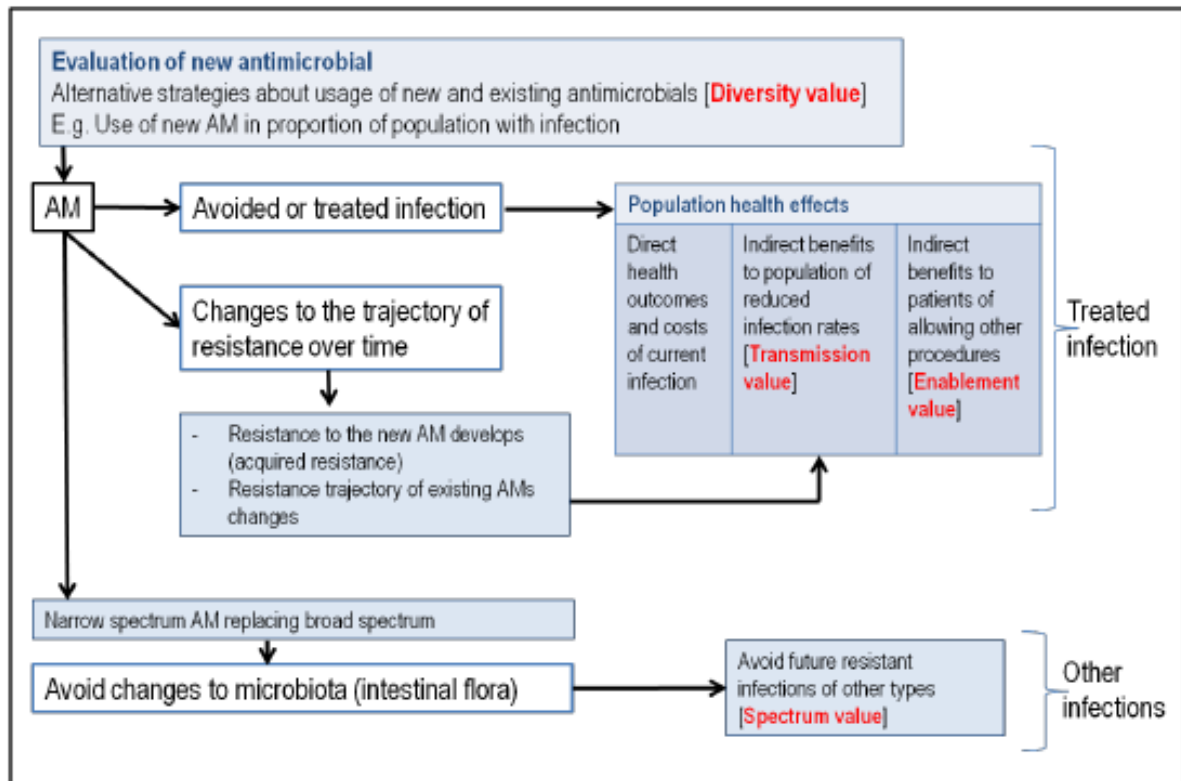 Evaluation of new antimicrobial
Alternative strategies about usage of new and existing antimicrobials [Diversity value]
E.g. Use of new AM in proportion of population with infection
AM
Avoided or treated infection
Population health effects
Direct
health
outcomes
and costs
of current
infection
Indirect benefits
to population of
reduced
infection rates
[Transmission
value]
Indirect
benefits to
patients of
allowing other
procedures
[Enablement
value]
Treated
infection
Changes to the trajectory of
resistance over time
- Resistance to the new AM develops
(acquired resistance)
- Resistance trajectory of existing AMs
changes
Narrow spectrum AM replacing broad spectrum
Avoid changes to microbiota (intestinal flora)
Avoid future resistant
infections of other types
[Spectrum value]
Other
infections